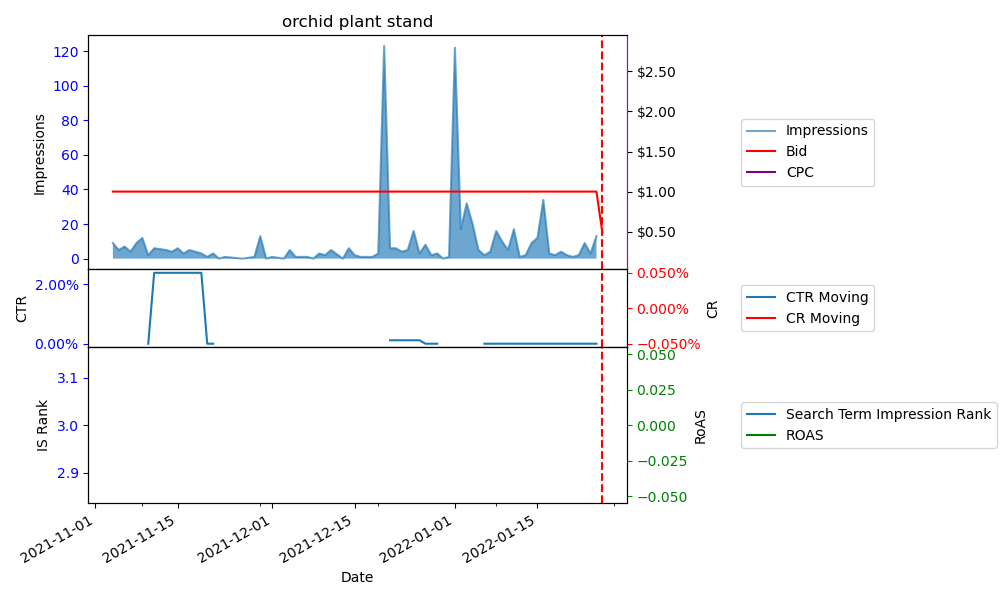 orchid plant stand
Impressions
120
100
80
60
40
20
0
$2.50
$2.00
$1.50
$1.00
$0.50
Impressions
Bid
CPC
CTR
2.00%
0.00%
0.050%
0.000%
−0.050%
CR
CTR Moving
CR Moving
IS Rank
3.1
3.0
2.9
0.050
0.025
0.000
−0.025
−0.050
RoAS
Search Term Impression Rank
ROAS
2021-11-01
2021-11-15
2021-12-01
2021-12-15
2022-01-01
2022-01-15
Date